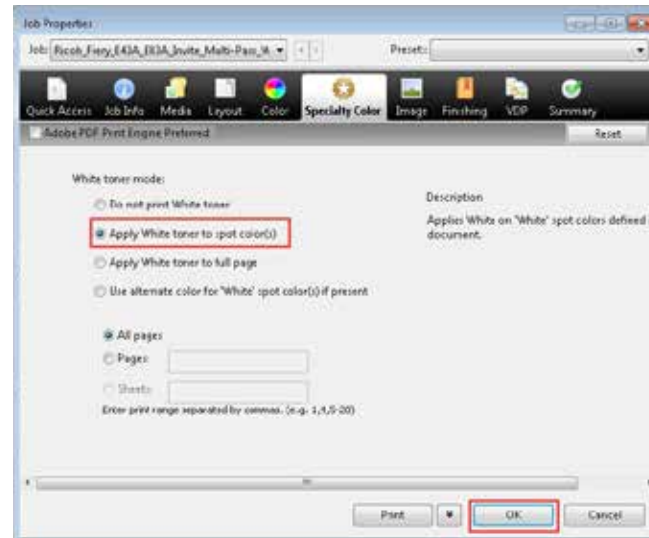 Job Properties
Job: Ricoh_Fiery_E43A_EX3A_Invite_Multi-Pass_W Preset:
Quick Access Job Info Media Layout Color Specialty Color Image Finishing VDP Summary
Adobe PDF Print Engine Preferred Reset
White toner mode:
Do not print White toner
Description
Apply White toner to spot color(s)
Applies White on 'White' spot colors defined
document.
Apply White toner to full page
Use alternate color for 'White' spot color(s) if present
All pages
Pages
Sheets
Enter print range separated by commas. (e.g. 1,4,5-20)
Print OK Cancel